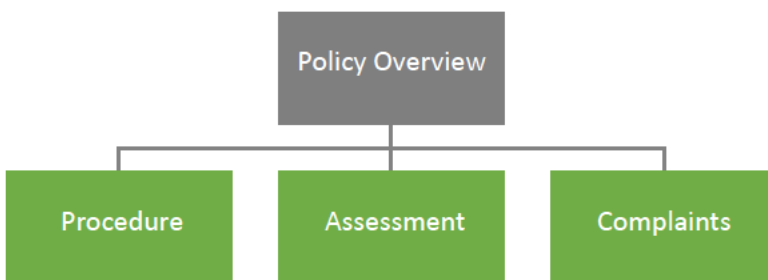 Policy Overview
Procedure
Assessment
Complaints